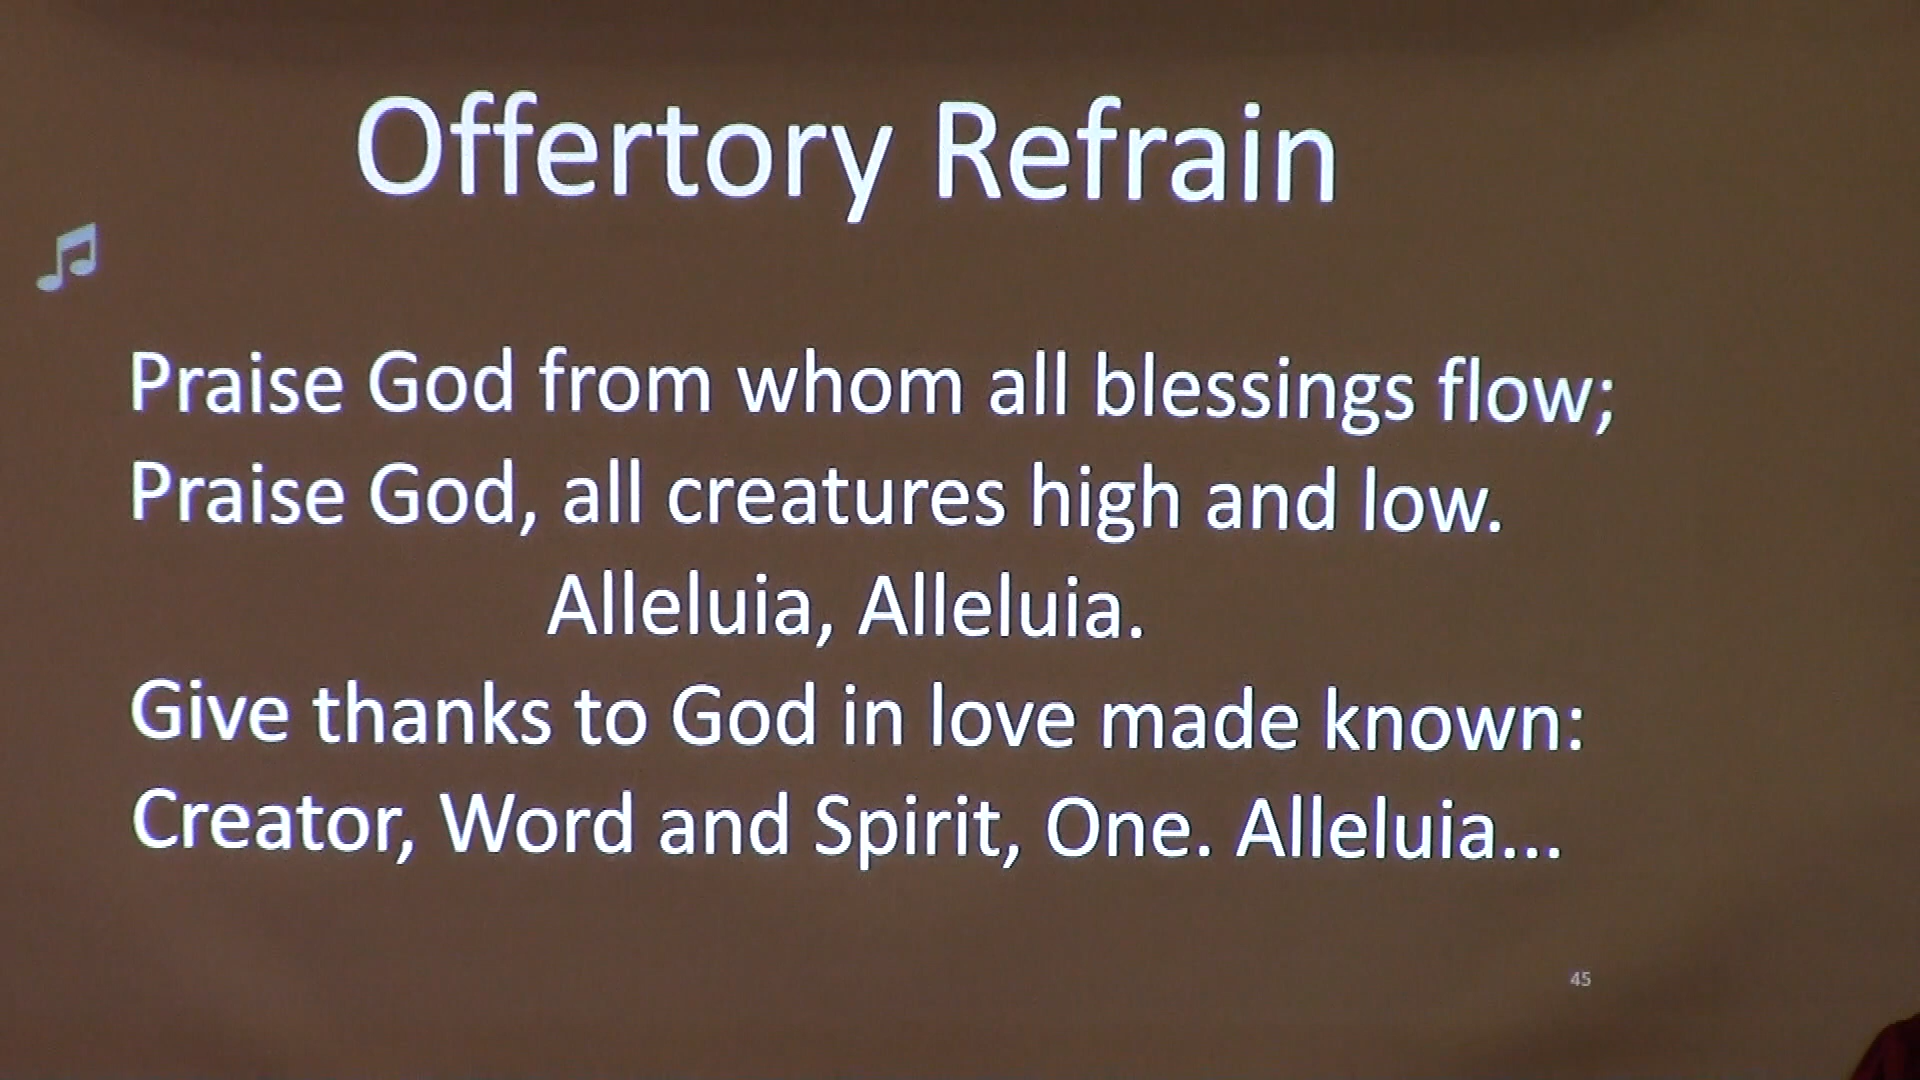 Offertory Refrain
Praise God from whom all blessings flow;
Praise God, all creatures high and low.
Alleluia, Alleluia.
Give thanks to God in love made known:
Creator, Word and Spirit, One. Alleluia...
45